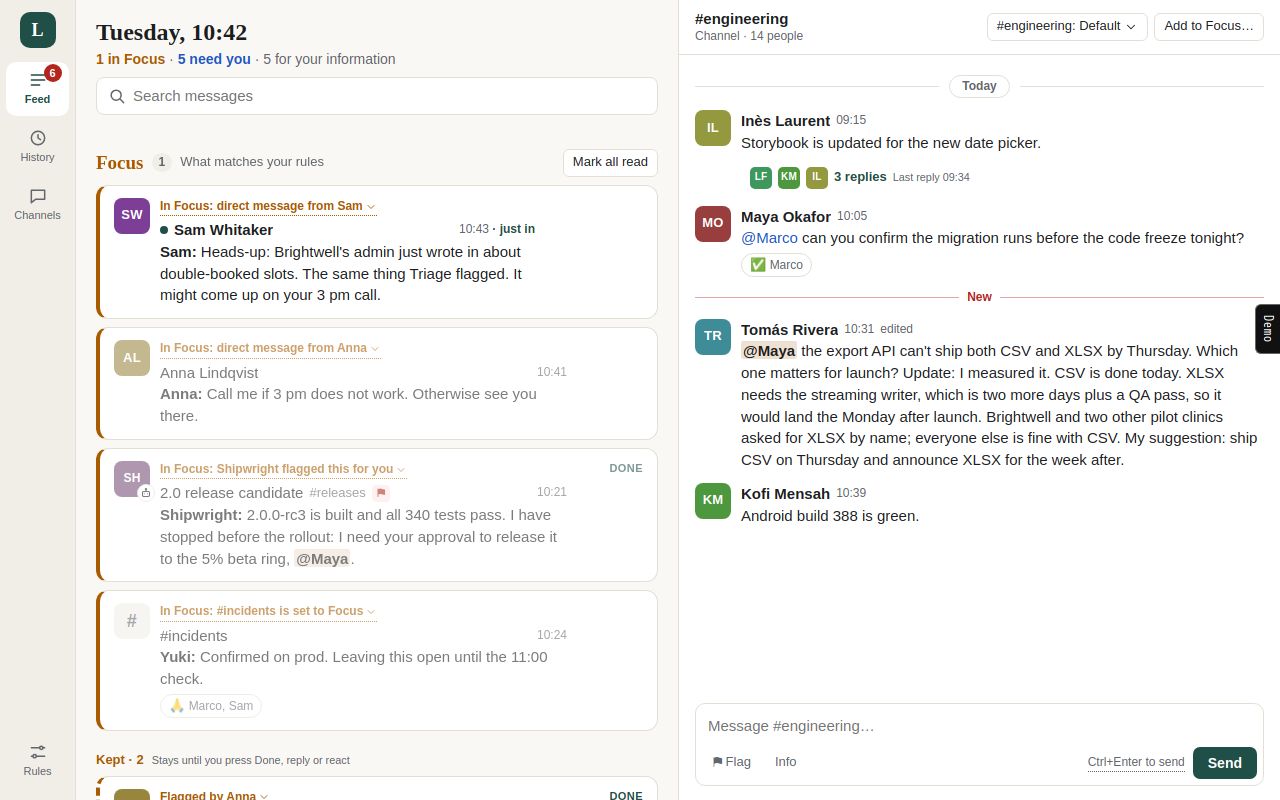 L
6
Feed
History
Channels
Rules
Tuesday, 10:42
1 in Focus · 5 need you · 5 for your information
Search messages
Focus 1 What matches your rules
Mark all read
SW
In Focus: direct message from Sam
Sam Whitaker 10:43 · just in
Sam: Heads-up: Brightwell's admin just wrote in about
double-booked slots. The same thing Triage flagged. It
might come up on your 3 pm call.
AL
In Focus: direct message from Anna
Anna Lindqvist 10:41
Anna: Call me if 3 pm does not work. Otherwise see you
there.
SH
In Focus: Shipwright flagged this for you
DONE
2.0 release candidate #releases 10:21
Shipwright: 2.0.0-rc3 is built and all 340 tests pass. I have
stopped before the rollout: I need your approval to release it
to the 5% beta ring, @Maya.
#
In Focus: #incidents is set to Focus
#incidents 10:24
Yuki: Confirmed on prod. Leaving this open until the 11:00
check.
🙏 Marco, Sam
Kept · 2 Stays until you press Done, reply or react
Flagged by Anna
DONE
#engineering
Channel · 14 people
#engineering: Default
Add to Focus…
Today
IL
Inès Laurent 09:15
Storybook is updated for the new date picker.
LF KM IL 3 replies Last reply 09:34
MO
Maya Okafor 10:05
@Marco can you confirm the migration runs before the code freeze tonight?
✅ Marco
New
TR
Tomás Rivera 10:31 edited
@Maya the export API can't ship both CSV and XLSX by Thursday. Which
one matters for launch? Update: I measured it. CSV is done today. XLSX
needs the streaming writer, which is two more days plus a QA pass, so it
would land the Monday after launch. Brightwell and two other pilot clinics
asked for XLSX by name; everyone else is fine with CSV. My suggestion: ship
CSV on Thursday and announce XLSX for the week after.
KM
Kofi Mensah 10:39
Android build 388 is green.
Demo
Message #engineering…
Flag
Info
Ctrl+Enter to send
Send